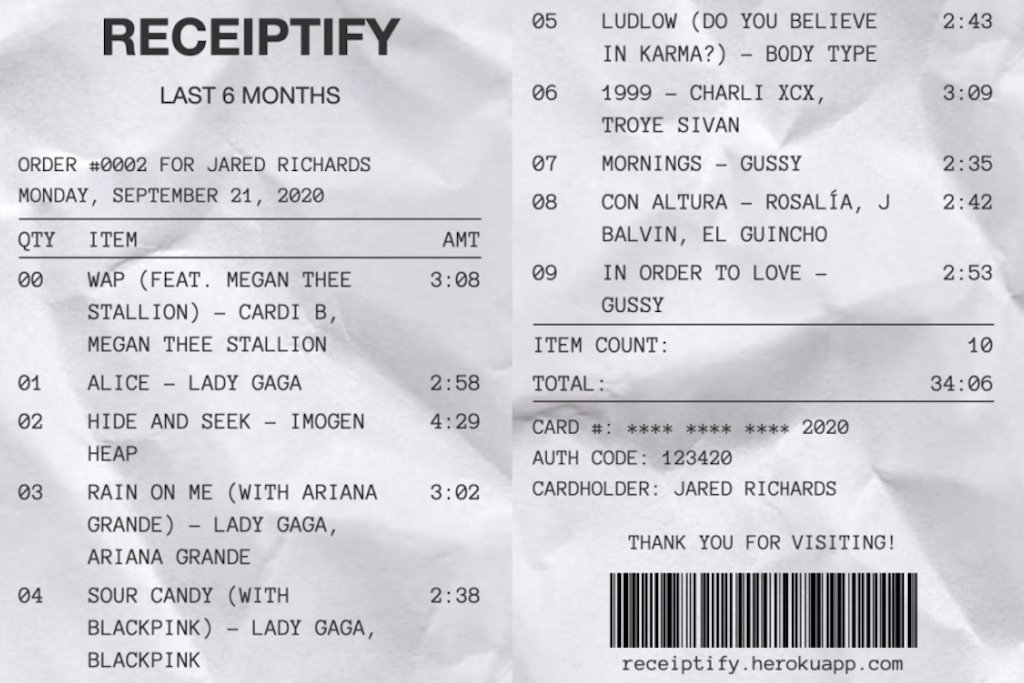 RECEIPTIFY
LAST 6 MONTHS
ORDER #0002 FOR JARED RICHARDS
MONDAY, SEPTEMBER 21, 2020
QTY ITEM AMT
00 WAP (FEAT. MEGAN THEE 3:08
STALLION) – CARDI B,
MEGAN THEE STALLION
01 ALICE – LADY GAGA 2:58
02 HIDE AND SEEK – IMOGEN 4:29
HEAP
03 RAIN ON ME (WITH ARIANA 3:02
GRANDE) – LADY GAGA,
ARIANA GRANDE
04 SOUR CANDY (WITH 2:38
BLACKPINK) – LADY GAGA,
BLACKPINK
05 LUDLOW (DO YOU BELIEVE 2:43
IN KARMA?) – BODY TYPE
06 1999 – CHARLI XCX, 3:09
TROYE SIVAN
07 MORNINGS – GUSSY 2:35
08 CON ALTURA – ROSALÍA, J 2:42
BALVIN, EL GUINCHO
09 IN ORDER TO LOVE – 2:53
GUSSY
ITEM COUNT: 10
TOTAL: 34:06
CARD #: **** **** **** 2020
AUTH CODE: 123420
CARDHOLDER: JARED RICHARDS
THANK YOU FOR VISITING!
receiptify.herokuapp.com